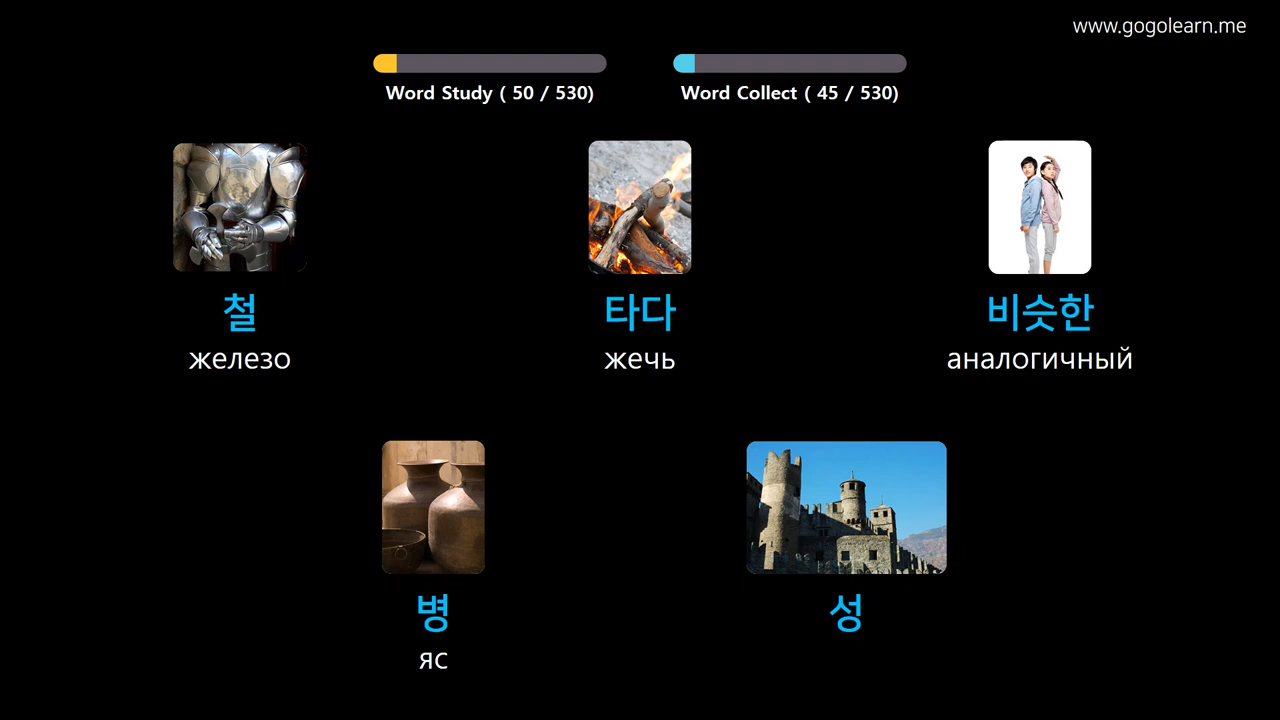 www.gogolearn.me
Word Study ( 50 / 530)
Word Collect ( 45 / 530)
철
железо
타다
жечь
비슷한
аналогичный
병
яс
성